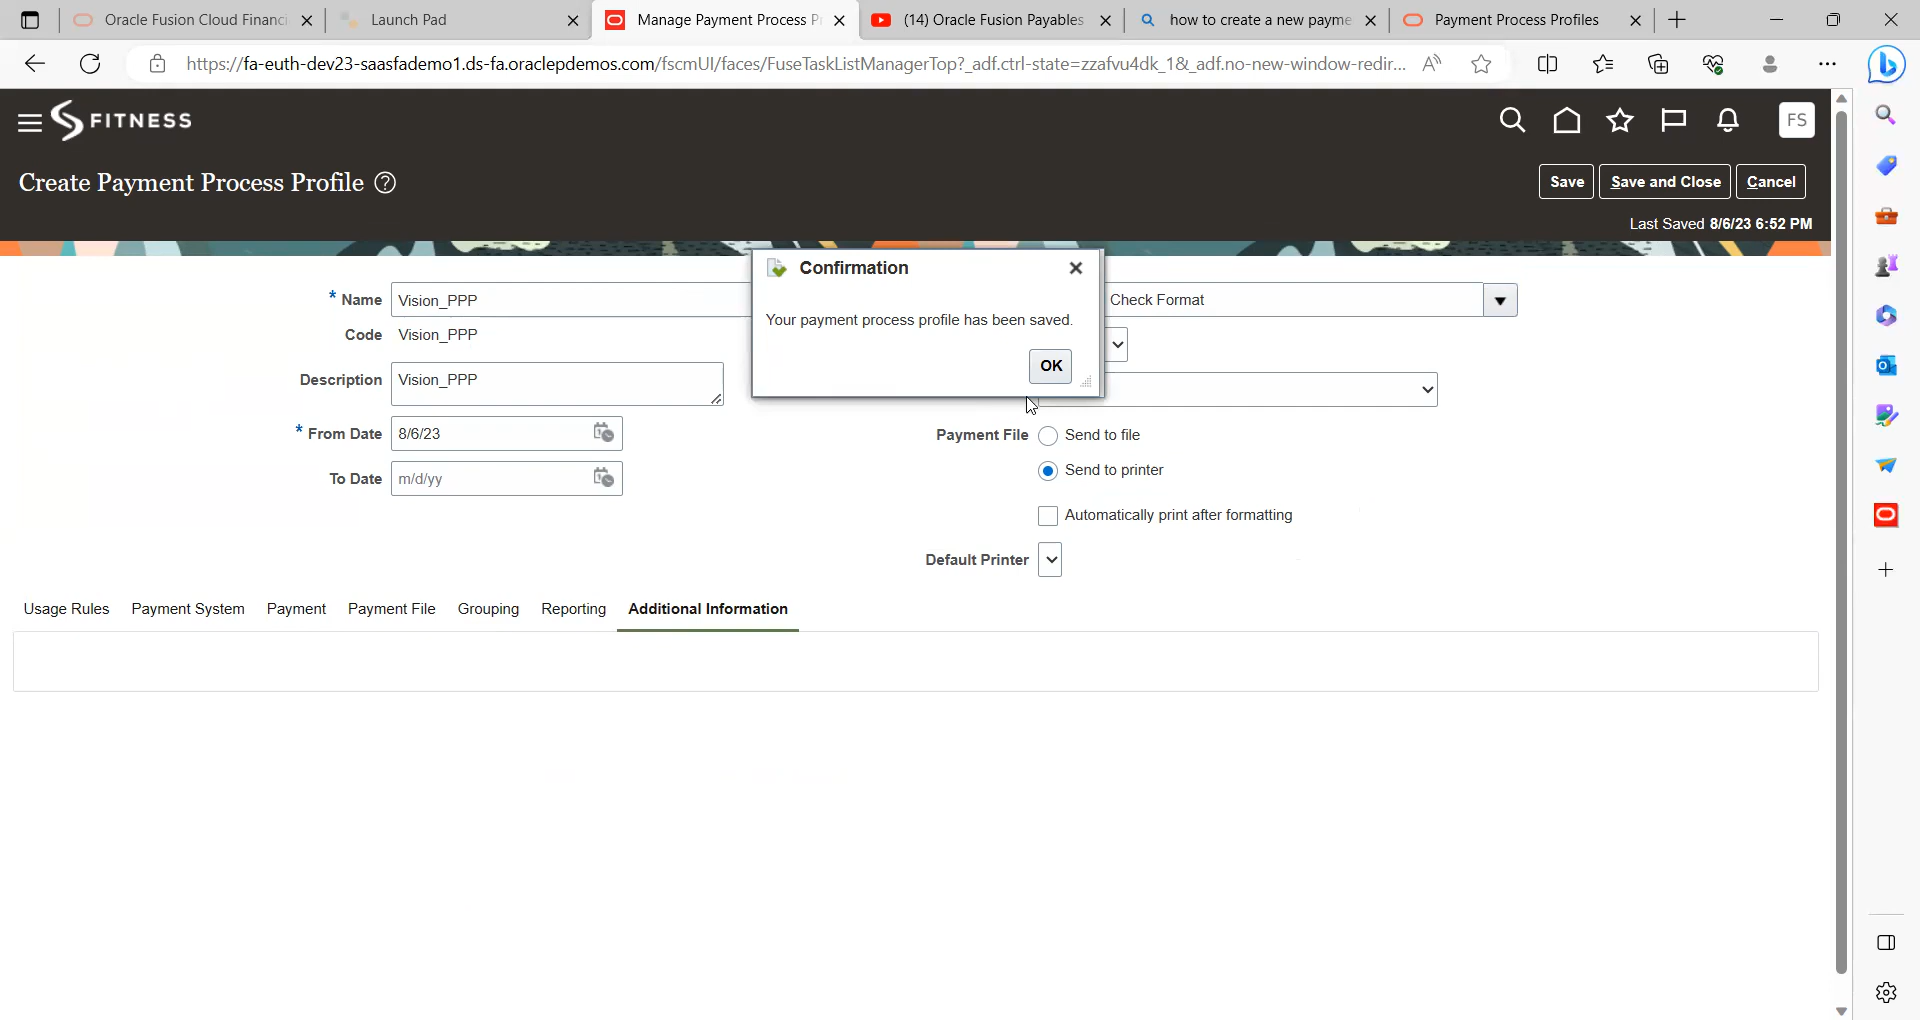 Oracle Fusion Cloud Financi
Launch Pad
Manage Payment Process P
(14) Oracle Fusion Payables
how to create a new payme
Payment Process Profiles
https://fa-euth-dev23-saasfademo1.ds-fa.oraclepdemos.com/fscmUI/faces/FuseTaskListManagerTop?_adf.ctrl-state=zzafvu4dk_1&_adf.no-new-window-redir...
FITNESS
FS
Create Payment Process Profile
Save
Save and Close
Cancel
Last Saved 8/6/23 6:52 PM
Confirmation
Your payment process profile has been saved.
OK
* Name Vision_PPP
Code Vision_PPP
Description Vision_PPP
* From Date 8/6/23
To Date m/d/yy
Check Format
Payment File Send to file
Send to printer
Automatically print after formatting
Default Printer
Usage Rules Payment System Payment Payment File Grouping Reporting Additional Information